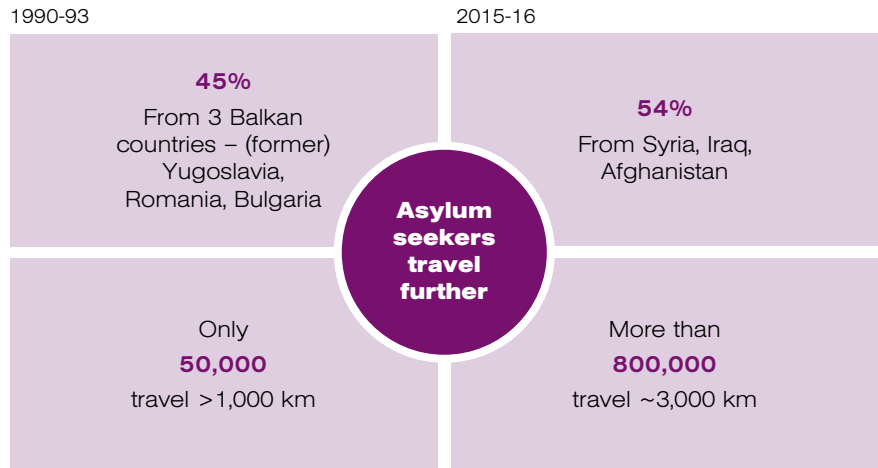 1990-93
2015-16
45%
From 3 Balkan
countries – (former)
Yugoslavia,
Romania, Bulgaria
54%
From Syria, Iraq,
Afghanistan
Asylum
seekers
travel
further
Only
50,000
travel >1,000 km
More than
800,000
travel ~3,000 km